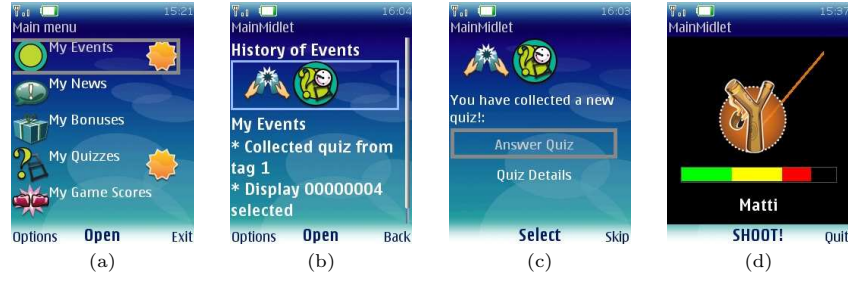 15:21
Main menu
My Events
My News
My Bonuses
My Quizzes
My Game Scores
Options Open Exit
(a)
16:04
MainMidlet
History of Events
My Events
* Collected quiz from
tag 1
* Display 00000004
selected
Options Open Back
(b)
16:03
MainMidlet
You have collected a new
quiz!:
Answer Quiz
Quiz Details
Select Skip
(c)
15:37
MainMidlet
Matti
SHOOT! Quit
(d)